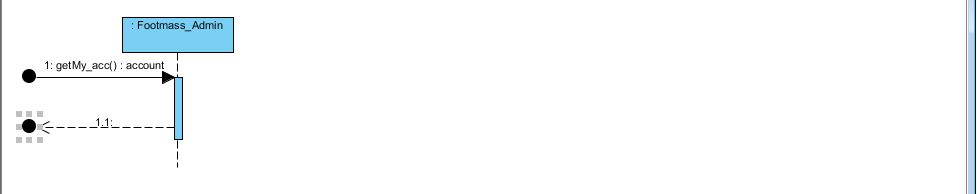 : Footmass_Admin
1: getMy_acc() : account
1.1: